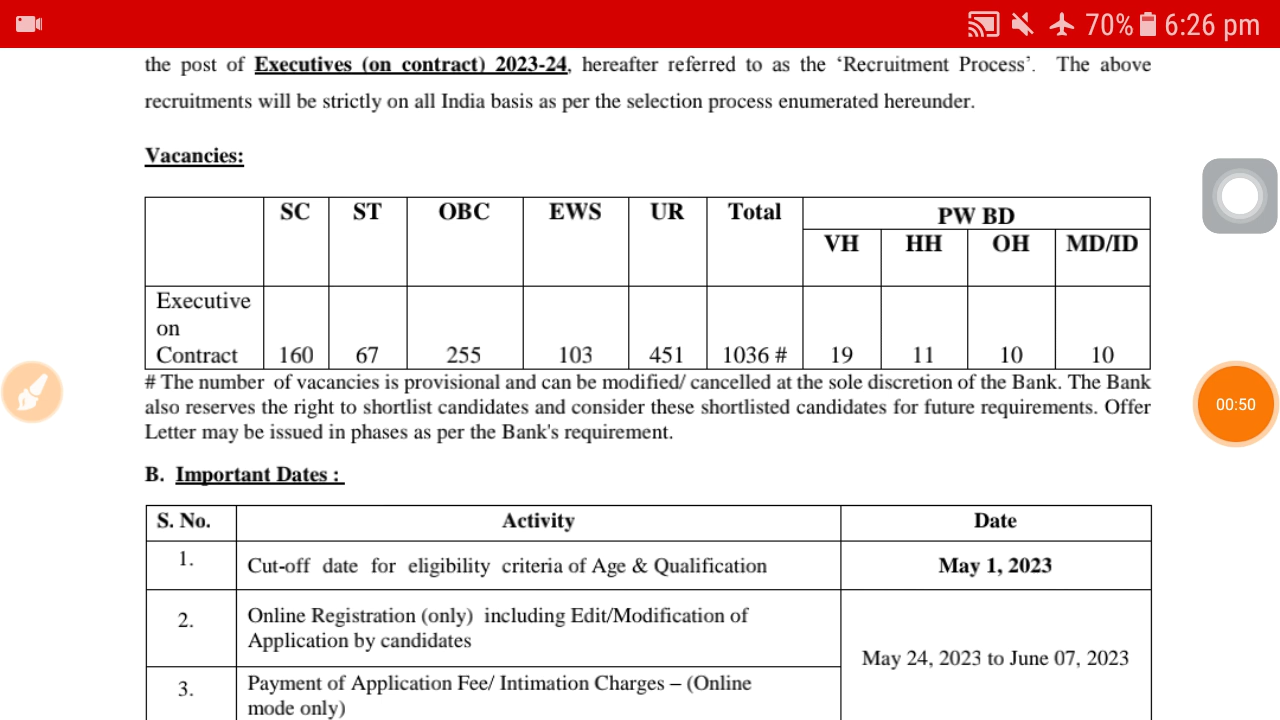 70% 6:26 pm
the post of Executives (on contract) 2023-24, hereafter referred to as the ‘Recruitment Process’. The above
recruitments will be strictly on all India basis as per the selection process enumerated hereunder.
Vacancies:
SC ST OBC EWS UR Total PW BD
VH HH OH MD/ID
Executive
on
Contract 160 67 255 103 451 1036 # 19 11 10 10
# The number of vacancies is provisional and can be modified/ cancelled at the sole discretion of the Bank. The Bank
also reserves the right to shortlist candidates and consider these shortlisted candidates for future requirements. Offer
Letter may be issued in phases as per the Bank's requirement.
00:50
B. Important Dates :
S. No. Activity Date
1. Cut-off date for eligibility criteria of Age & Qualification May 1, 2023
2. Online Registration (only) including Edit/Modification of
Application by candidates
May 24, 2023 to June 07, 2023
3. Payment of Application Fee/ Intimation Charges – (Online
mode only)